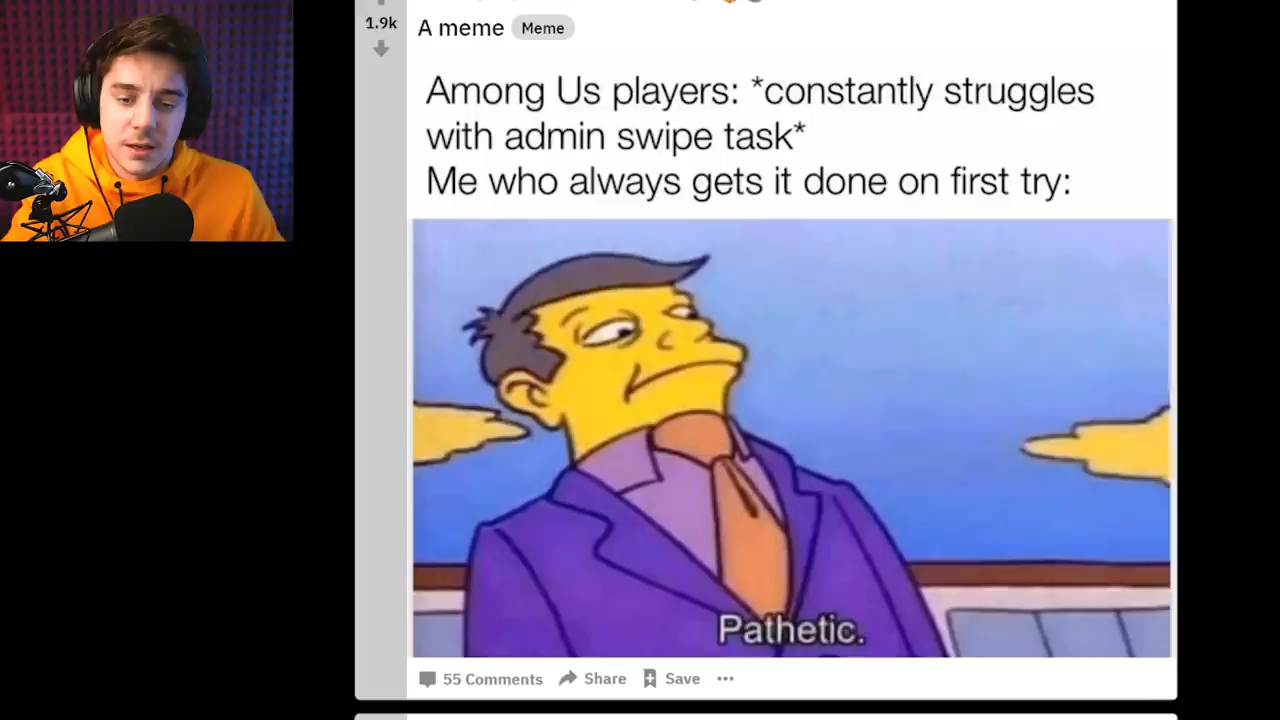 1.9k
A meme Meme
Among Us players: *constantly struggles
with admin swipe task*
Me who always gets it done on first try:
Pathetic.
55 Comments Share Save